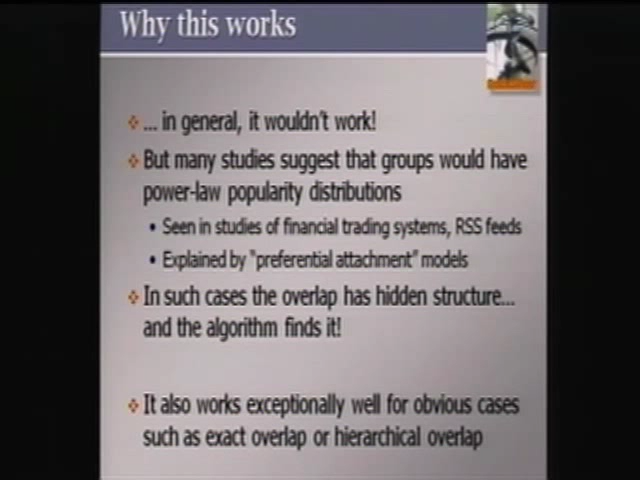 Why this works
... in general, it wouldn't work!
But many studies suggest that groups would have
power-law popularity distributions
• Seen in studies of financial trading systems, RSS feeds
• Explained by "preferential attachment" models
In such cases the overlap has hidden structure...
and the algorithm finds it!
It also works exceptionally well for obvious cases
such as exact overlap or hierarchical overlap